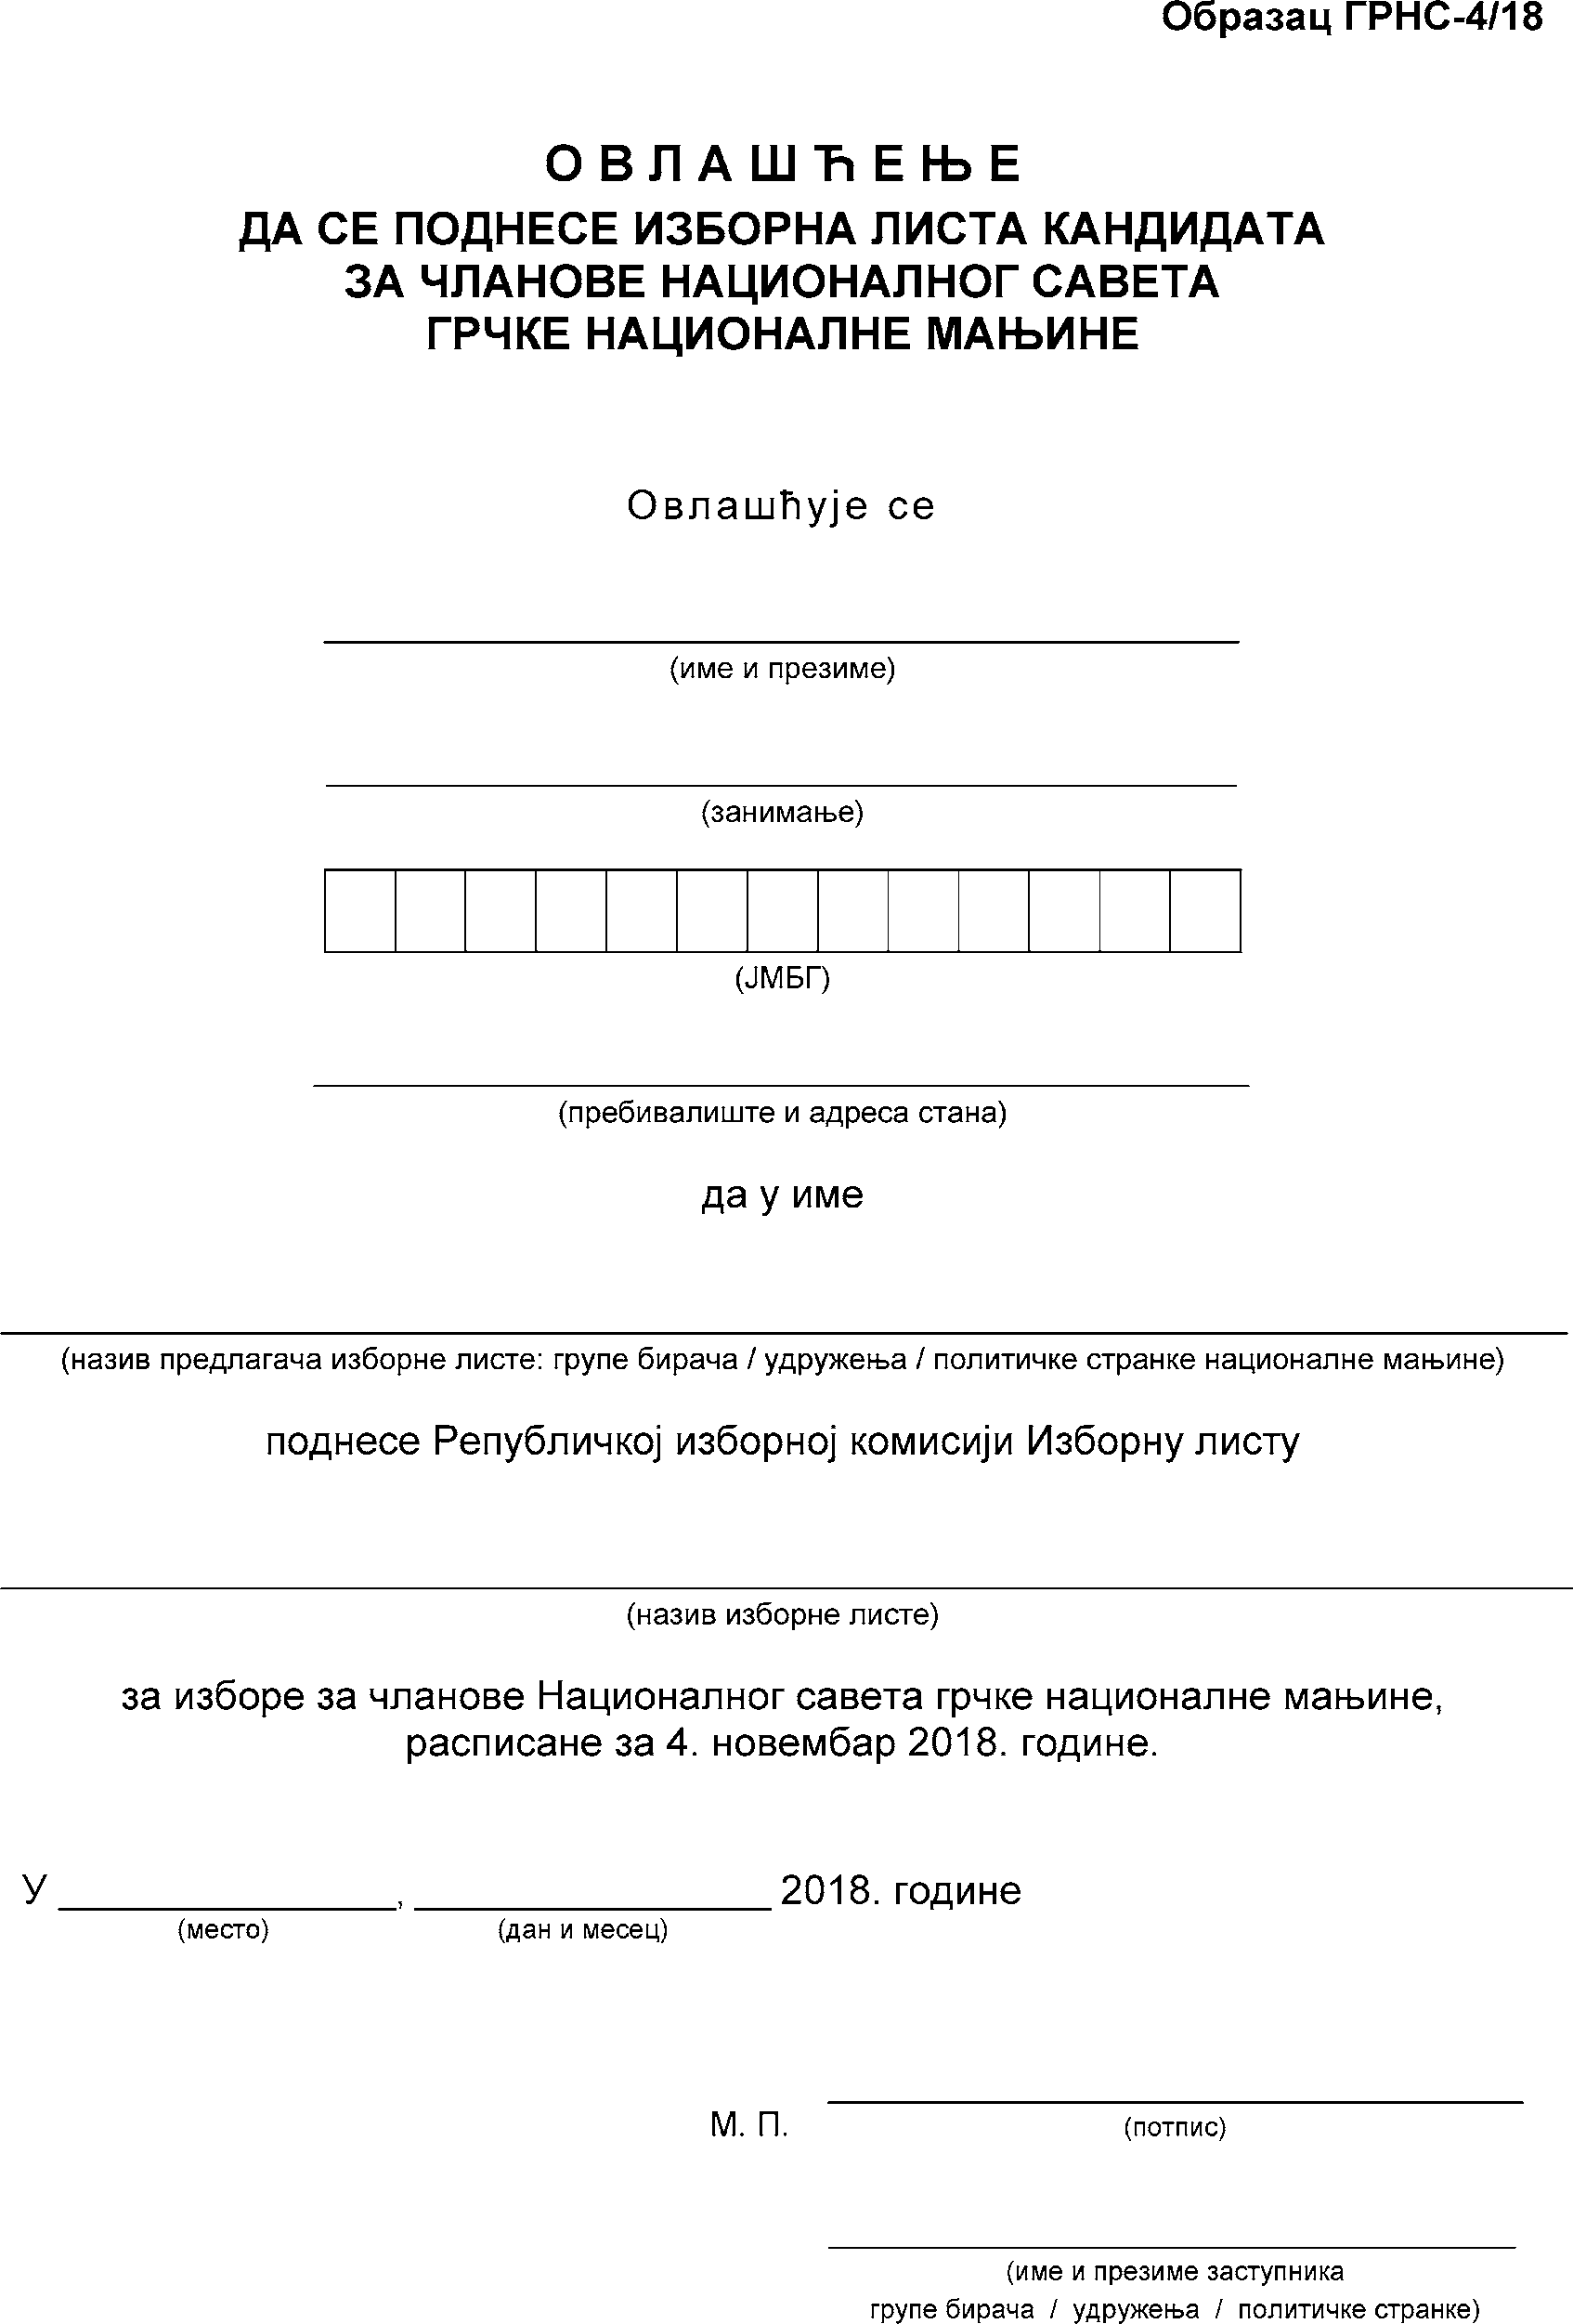 Образац ГРНС-4/18
О В Л А Ш Ћ Е Њ Е
ДА СЕ ПОДНЕСЕ ИЗБОРНА ЛИСТА КАНДИДАТА
ЗА ЧЛАНОВЕ НАЦИОНАЛНОГ САВЕТА
ГРЧКЕ НАЦИОНАЛНЕ МАЊИНЕ
Овлашћује се
(име и презиме)
(занимање)
(ЈМБГ)
(пребивалиште и адреса стана)
да у име
(назив предлагача изборне листе: групе бирача / удружења / политичке странке националне мањине)
поднесе Републичкој изборној комисији Изборну листу
(назив изборне листе)
за изборе за чланове Националног савета грчке националне мањине,
расписане за 4. новембар 2018. године.
У ________________, ________________ 2018. године
(место) (дан и месец)
М. П. (потпис)
(име и презиме заступника
групе бирача / удружења / политичке странке)